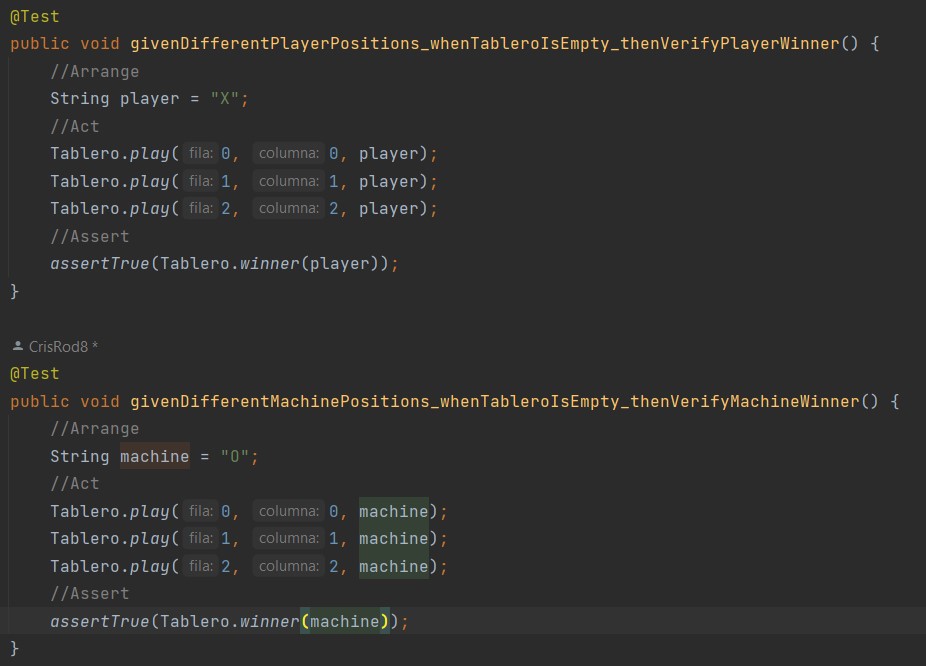 @Test
public void givenDifferentPlayerPositions_whenTableroIsEmpty_thenVerifyPlayerWinner() {
    //Arrange
    String player = "X";
    //Act
    Tablero.play( fila: 0,  columna: 0, player);
    Tablero.play( fila: 1,  columna: 1, player);
    Tablero.play( fila: 2,  columna: 2, player);
    //Assert
    assertTrue(Tablero.winner(player));
}
CrisRod8 *
@Test
public void givenDifferentMachinePositions_whenTableroIsEmpty_thenVerifyMachineWinner() {
    //Arrange
    String machine = "O";
    //Act
    Tablero.play( fila: 0,  columna: 0, machine);
    Tablero.play( fila: 1,  columna: 1, machine);
    Tablero.play( fila: 2,  columna: 2, machine);
    //Assert
    assertTrue(Tablero.winner(machine));
}